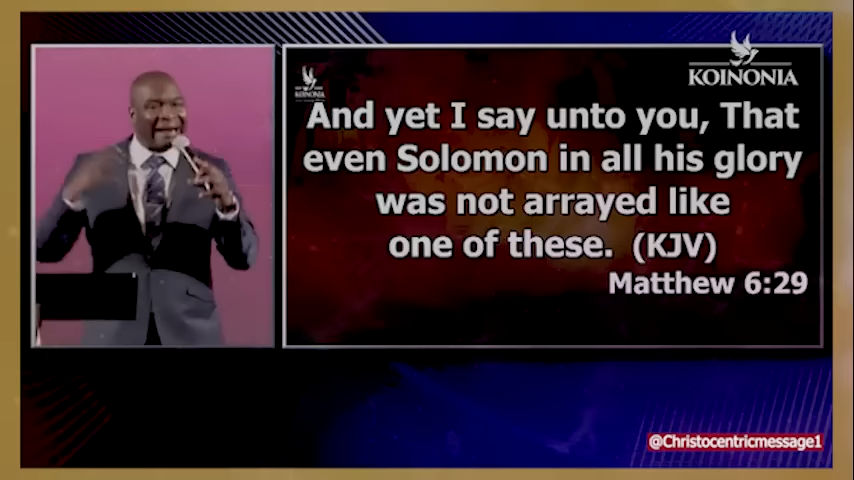 KOINONIA
KOINONIA
And yet I say unto you, That
even Solomon in all his glory
was not arrayed like
one of these. (KJV)
Matthew 6:29
@Christocentricmessage1